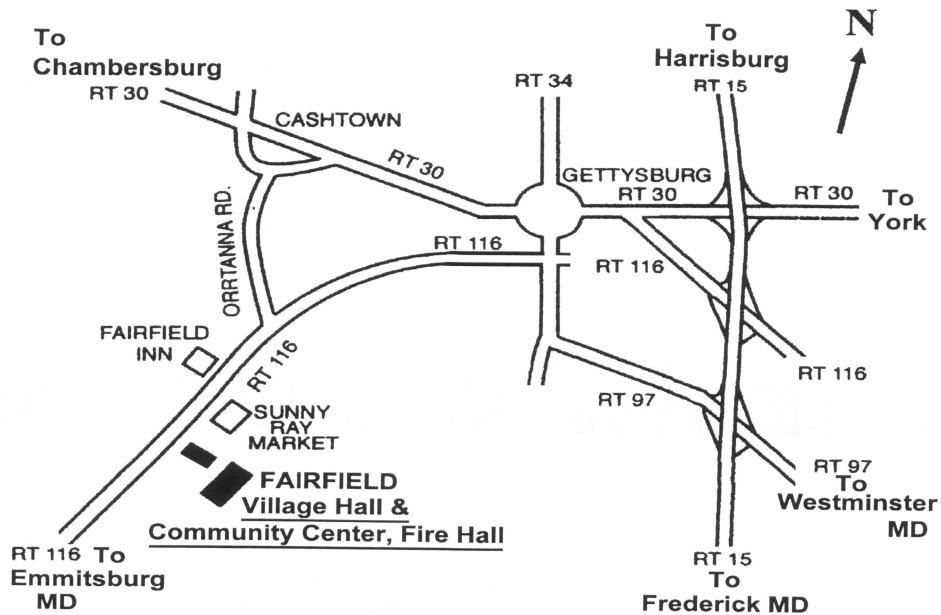 To
Chambersburg
RT 30
CASHTOWN
RT 30
RT 34
To
Harrisburg
RT 15
N
GETTYSBURG
RT 30
RT 30
To
York
ORRTANNA RD.
RT 116
RT 116
FAIRFIELD
INN
RT 116
RT 116
SUNNY
RAY
MARKET
RT 97
FAIRFIELD
Village Hall &
Community Center, Fire Hall
RT 97
To
Westminster
MD
RT 116 To
Emmitsburg
MD
RT 15
To
Frederick MD